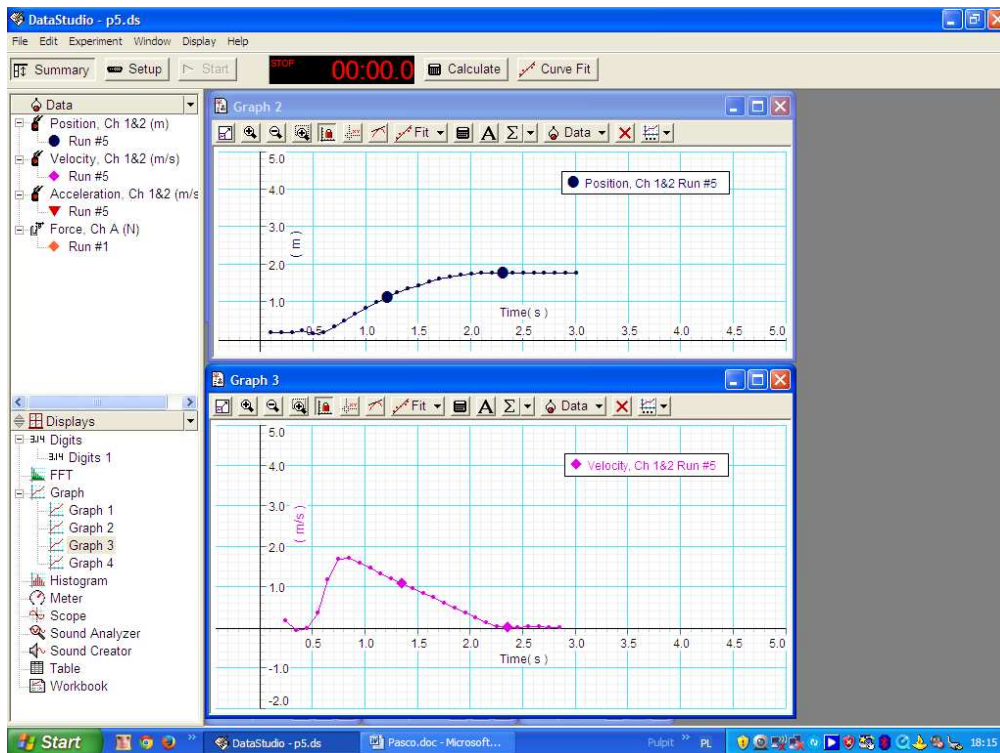 DataStudio - p5.ds
File Edit Experiment Window Display Help
Summary Setup Start STOP 00:00.0 Calculate Curve Fit
Data
Position, Ch 1&2 (m)
Run #5
Velocity, Ch 1&2 (m/s)
Run #5
Acceleration, Ch 1&2 (m/s
Run #5
Force, Ch A (N)
Run #1
Displays
3.14 Digits
3.14 Digits 1
FFT
Graph
Graph 1
Graph 2
Graph 3
Graph 4
Histogram
Meter
Scope
Sound Analyzer
Sound Creator
Table
Workbook
Graph 2
Fit A Σ Data
5.0
4.0
3.0
2.0
1.0
( m )
Position, Ch 1&2 Run #5
Time( s )
0.5 1.0 1.5 2.0 2.5 3.0 3.5 4.0 4.5 5.0
Graph 3
Fit A Σ Data
5.0
4.0
3.0
2.0
1.0
-1.0
-2.0
( m/s )
Velocity, Ch 1&2 Run #5
0.5 1.0 1.5 2.0 2.5 3.0 3.5 4.0 4.5 5.0
Time( s )
Start DataStudio - p5.ds Pasco.doc - Microsoft... Pulpit PL 18:15